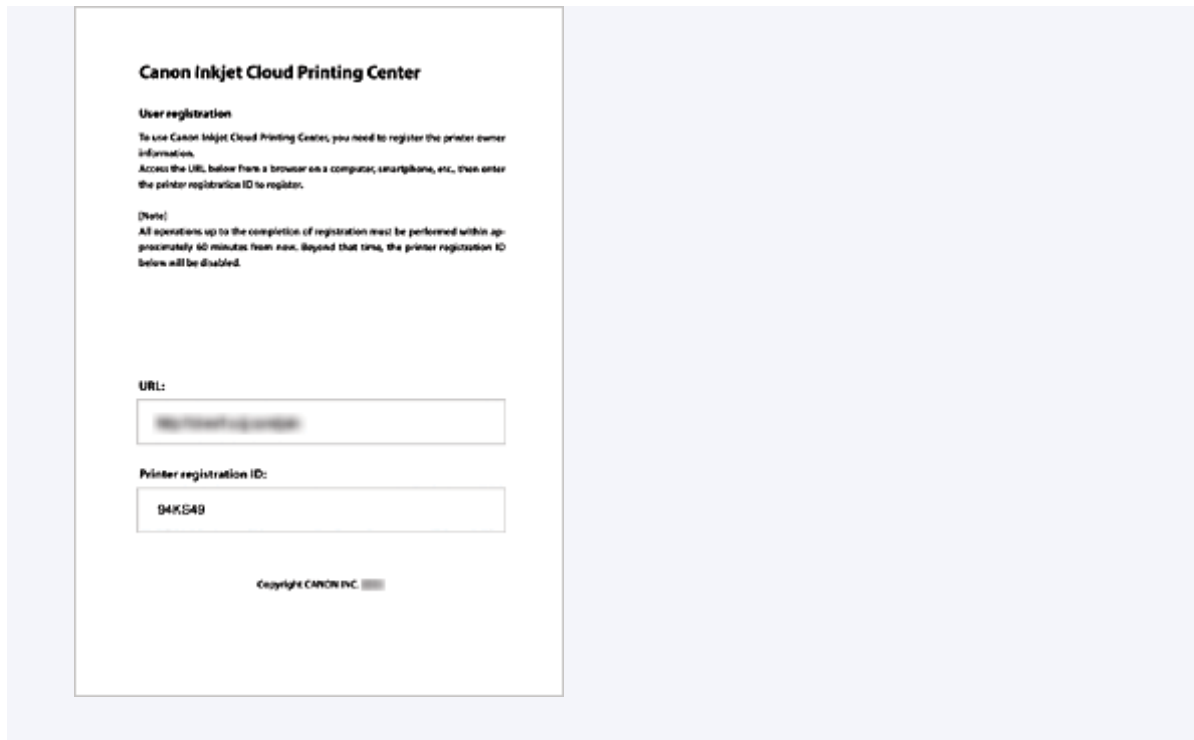 Canon Inkjet Cloud Printing Center
User registration
To use Canon Inkjet Cloud Printing Center, you need to register the printer owner
information.
Access the URL below from a browser on a computer, smartphone, etc., then enter
the printer registration ID to register.
[Note]
All operations up to the completion of registration must be performed within ap-
proximately 60 minutes from now. Beyond that time, the printer registration ID
below will be disabled.
URL:
Printer registration ID:
94KS49
Copyright CANON INC.